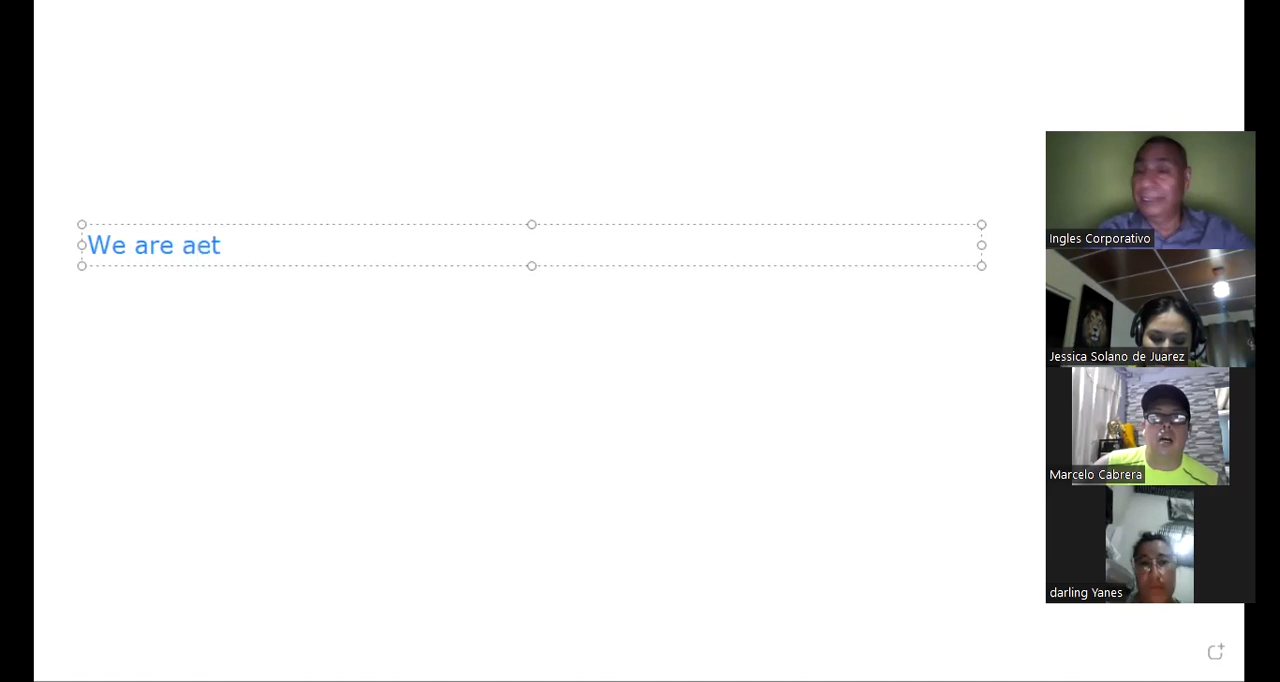 We are aet
Ingles Corporativo
Jessica Solano de Juarez
Marcelo Cabrera
darling Yanes